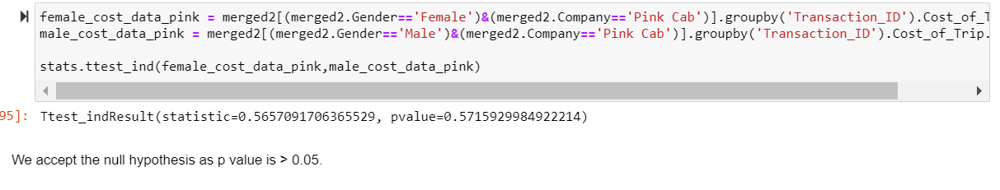 female_cost_data_pink = merged2[(merged2.Gender=='Female')&(merged2.Company=='Pink Cab')].groupby('Transaction_ID').Cost_of_T
male_cost_data_pink = merged2[(merged2.Gender=='Male')&(merged2.Company=='Pink Cab')].groupby('Transaction_ID').Cost_of_Trip.
stats.ttest_ind(female_cost_data_pink,male_cost_data_pink)
95]: Ttest_indResult(statistic=0.5657091706365529, pvalue=0.5715929984922214)
We accept the null hypothesis as p value is > 0.05.